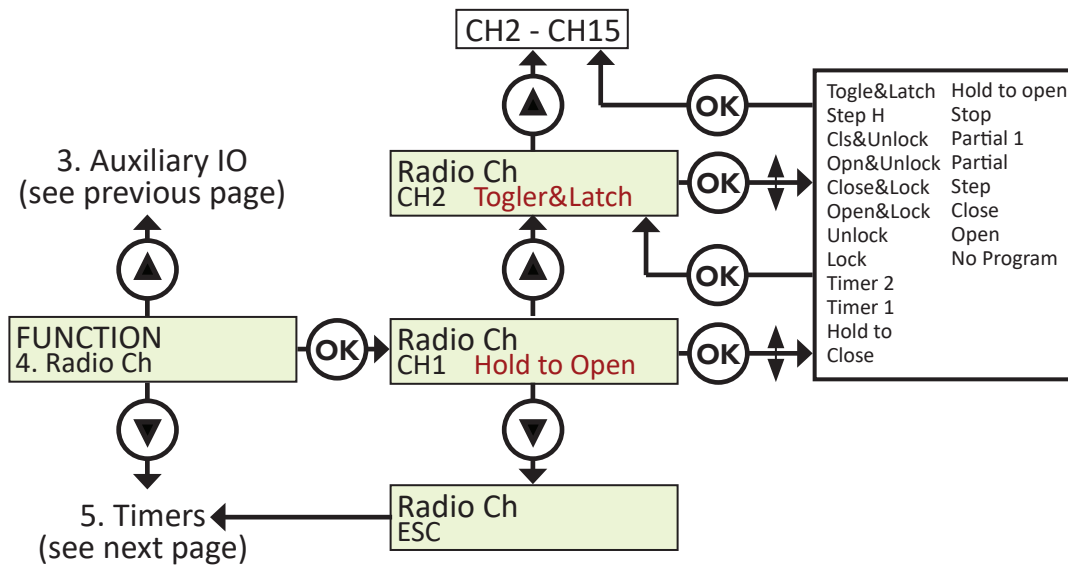 CH2 - CH15
3. Auxiliary IO
(see previous page)
FUNCTION
4. Radio Ch
OK
5. Timers
(see next page)
OK
Radio Ch
CH2 Togler&Latch
OK
OK
Radio Ch
CH1 Hold to Open
OK
Radio Ch
ESC
Togle&Latch
Step H
Cls&Unlock
Opn&Unlock
Close&Lock
Open&Lock
Unlock
Lock
Timer 2
Timer 1
Hold to
Close
Hold to open
Stop
Partial 1
Partial
Step
Close
Open
No Program